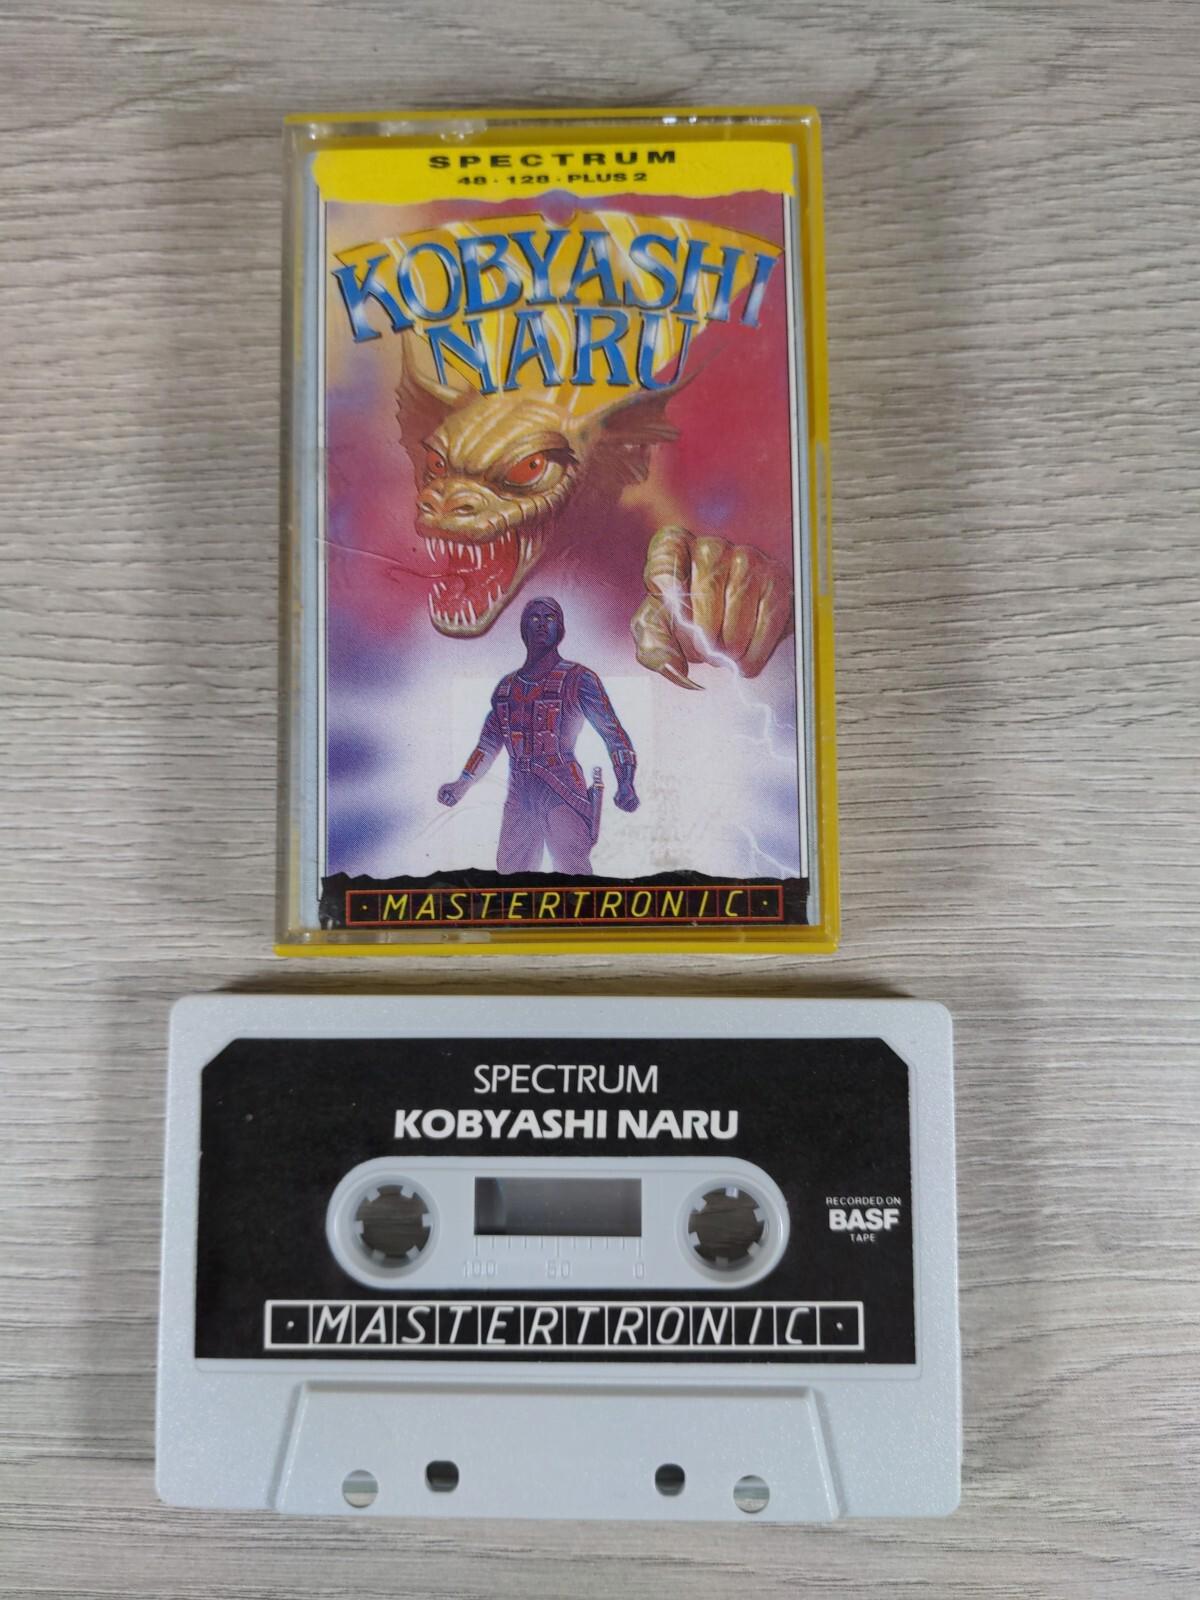 SPECTRUM
48 · 128 · PLUS 2
KOBYASHI
NARU
· MASTERTRONIC ·
SPECTRUM
KOBYASHI NARU
RECORDED ON
BASF
TAPE
100 50 0
· MASTERTRONIC ·